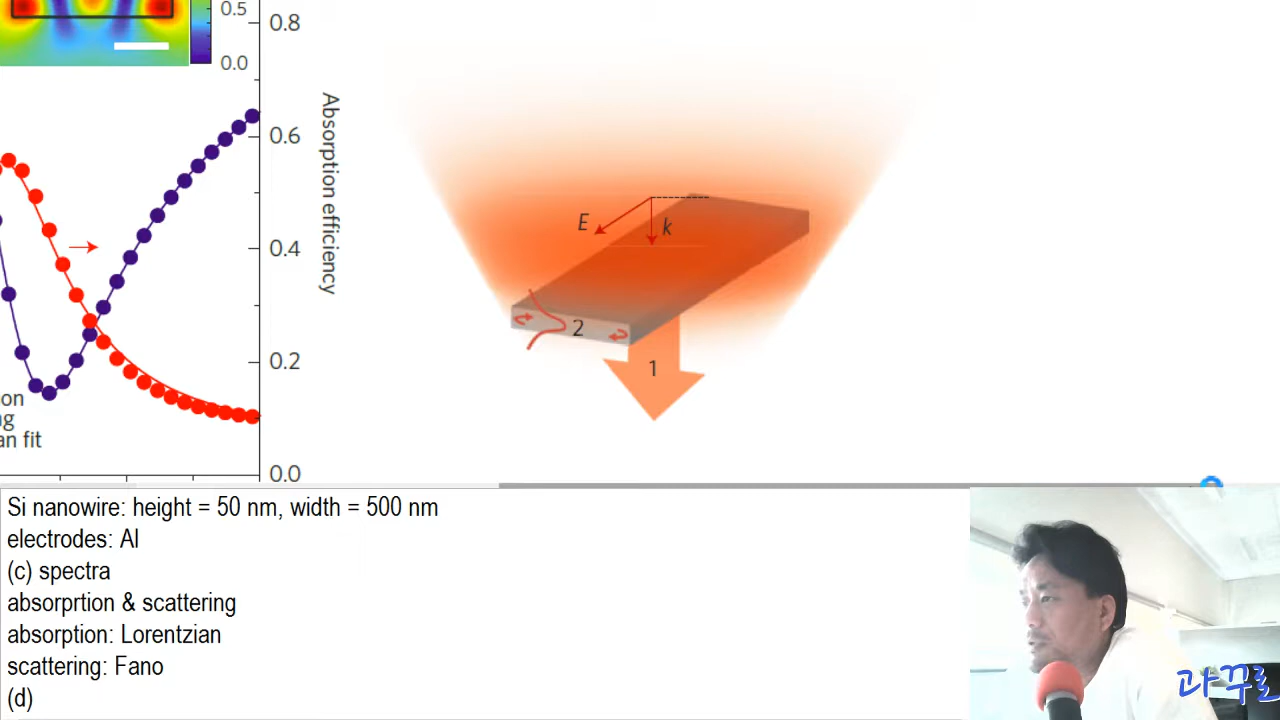 0.5
0.0
0.8
0.6
0.4
0.2
0.0
Absorption efficiency
on
an fit
E
k
2
1
Si nanowire: height = 50 nm, width = 500 nm
electrodes: Al
(c) spectra
absorprtion & scattering
absorption: Lorentzian
scattering: Fano
(d)
과꾸로